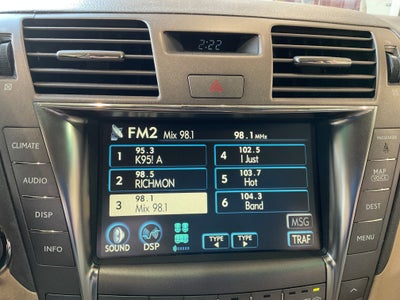 2:22
FM2 Mix 98.1 98.1 MHz
1 95.3 K95! A
2 98.5 RICHMON
3 98.1 Mix 98.1
4 102.5 I Just
5 103.7 Hot
6 104.3 Band
SOUND
DSP
TYPE
TYPE
MSG
TRAF
CLIMATE
AUDIO
DISP
INFO
PASSENGER
MAP
VOICE
DEST
MENU